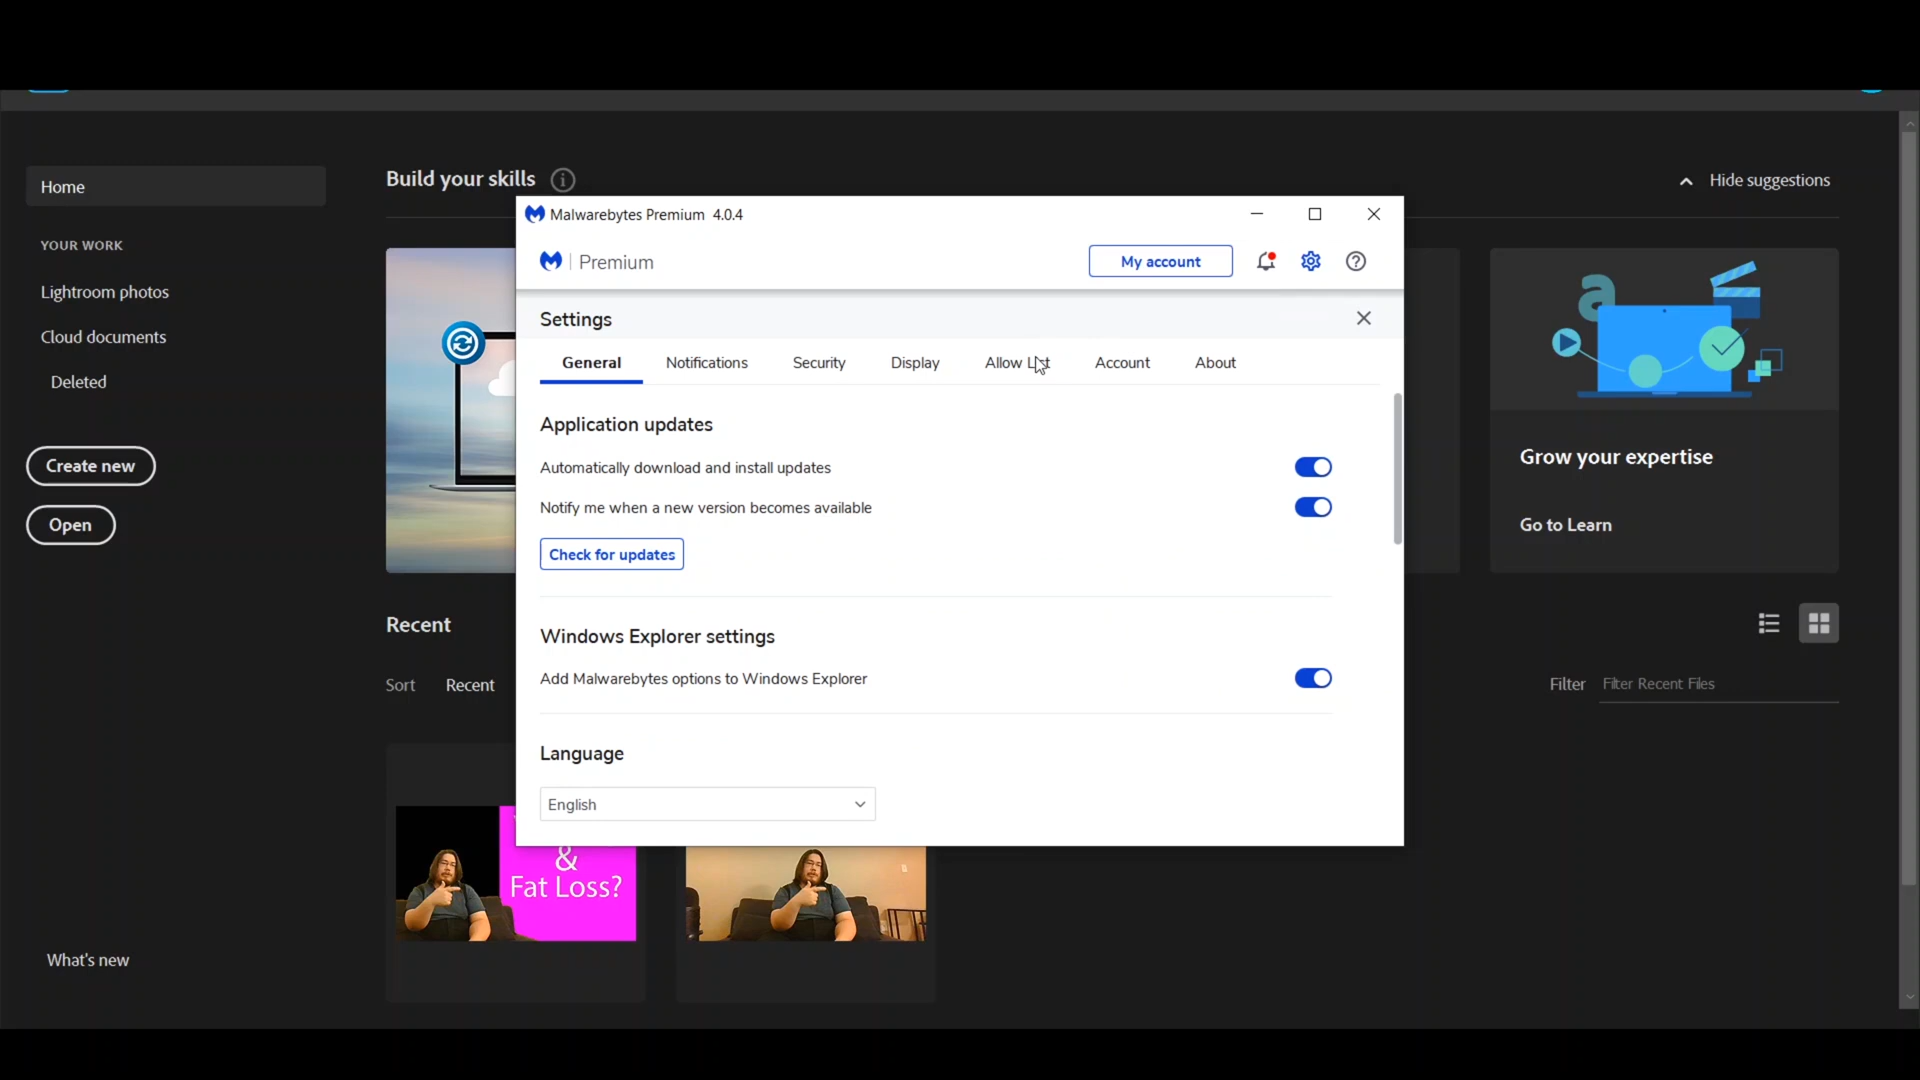 Home
YOUR WORK
Lightroom photos
Cloud documents
Deleted
Create new
Open
What's new
Build your skills
Hide suggestions
Malwarebytes Premium 4.0.4
Premium
My account
Settings
General Notifications Security Display Allow List Account About
Application updates
Automatically download and install updates
Notify me when a new version becomes available
Check for updates
Windows Explorer settings
Add Malwarebytes options to Windows Explorer
Language
English
Grow your expertise
Go to Learn
Recent
Sort Recent
Filter Filter Recent Files
&
Fat Loss?